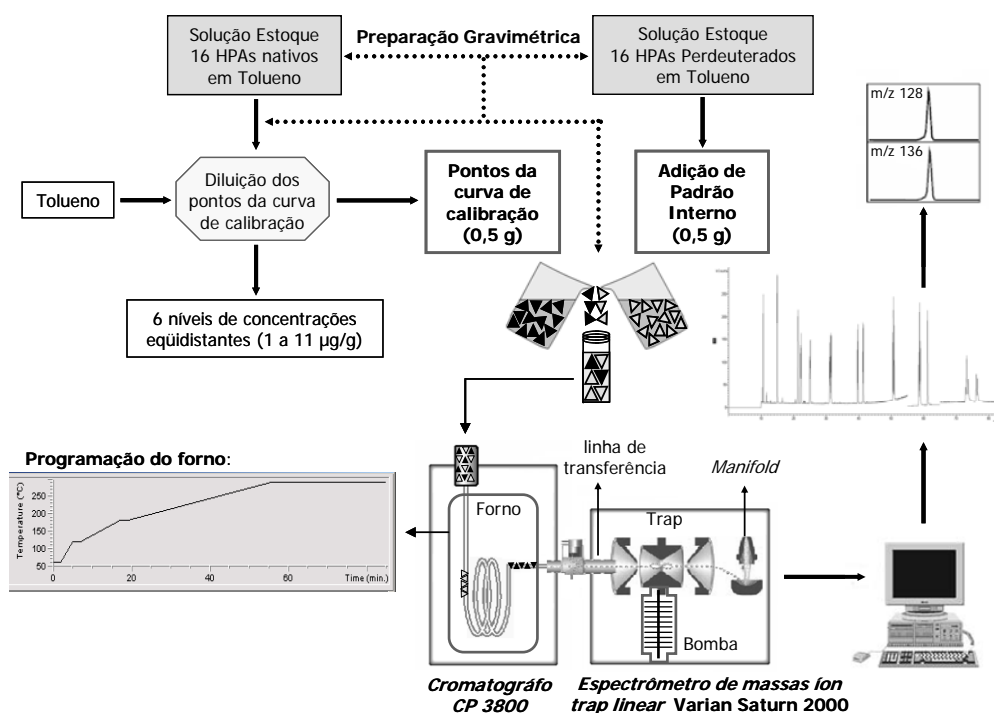 Solução Estoque
16 HPAs nativos
em Tolueno
Preparação Gravimétrica
Solução Estoque
16 HPAs Perdeuterados
em Tolueno
m/z 128
m/z 136
Tolueno
Diluição dos
pontos da curva
de calibração
Pontos da
curva de
calibração
(0,5 g)
Adição de
Padrão
Interno
(0,5 g)
6 níveis de concentrações
eqüidistantes (1 a 11 µg/g)
Programação do forno:
Temperature (°C)
250
200
150
100
50
20
40
60
Time (min.)
Forno
linha de
transferência
Manifold
Trap
Bomba
Cromatográfo
CP 3800
Espectrômetro de massas íon
trap linear Varian Saturn 2000